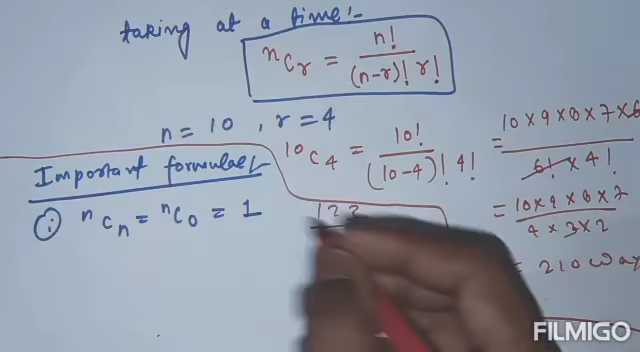 taking at a time:-
ⁿCᵣ = n!/(n-r)! r!
n = 10 , r = 4
¹⁰C₄ = 10!/(10-4)! 4!
= 10×9×8×7×6!/6!×4!
= 10×9×8×7/4×3×2
= 210 way
Important formulae:-
(i) ⁿCₙ = ⁿC₀ = 1
FILMIGO